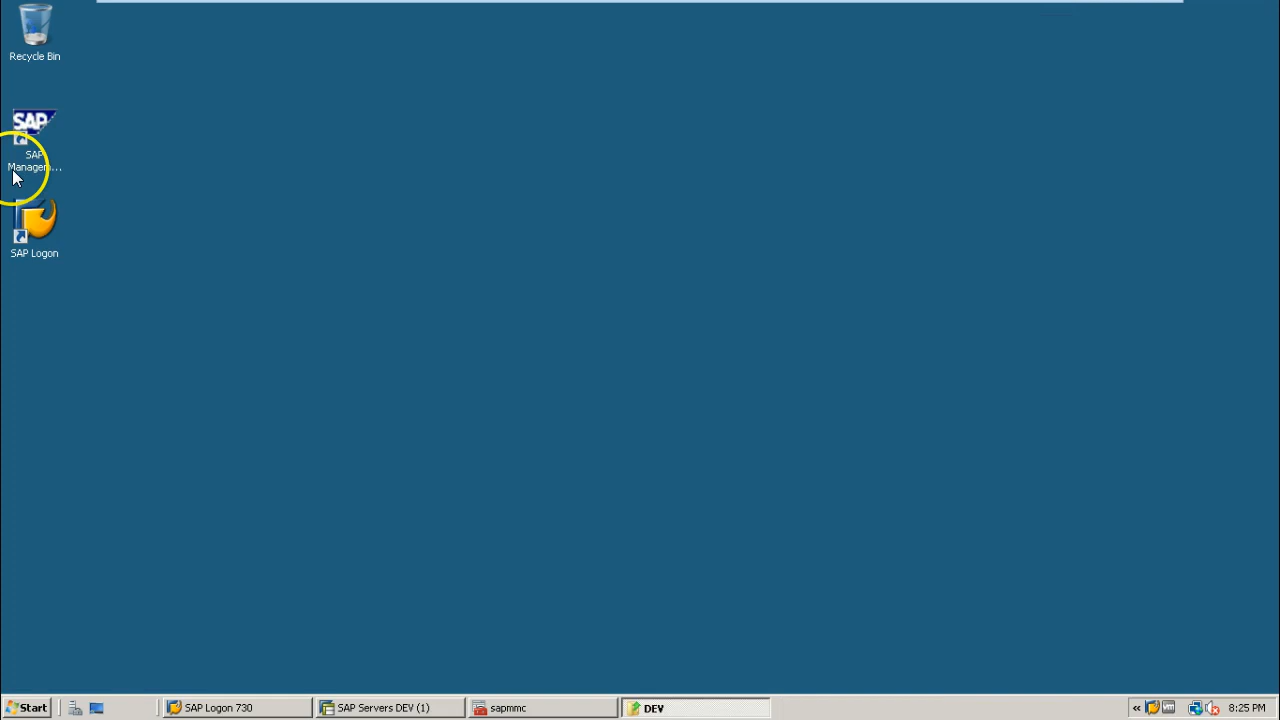 Recycle Bin
SAP
SAP
Managem...
SAP Logon
Start
SAP Logon 730
SAP Servers DEV (1)
sapmmc
DEV
«
8:25 PM